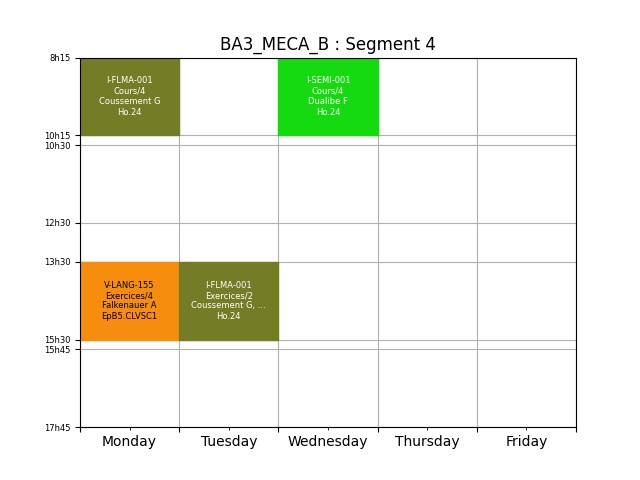 BA3_MECA_B : Segment 4
8h15
I-FLMA-001
Cours/4
Coussement G
Ho.24
I-SEMI-001
Cours/4
Dualibe F
Ho.24
10h15
10h30
12h30
13h30
V-LANG-155
Exercices/4
Falkenauer A
EpB5.CLVSC1
I-FLMA-001
Exercices/2
Coussement G, ...
Ho.24
15h30
15h45
17h45
Monday
Tuesday
Wednesday
Thursday
Friday